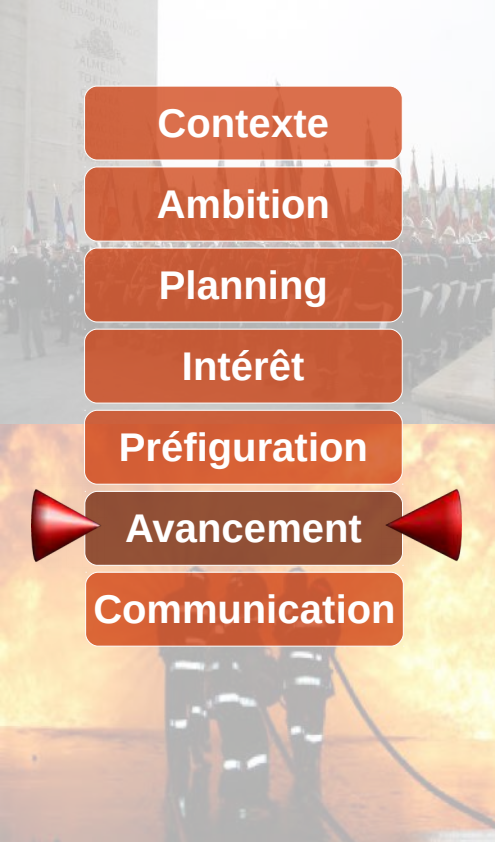 Contexte
Ambition
Planning
Intérêt
Préfiguration
Avancement
Communication